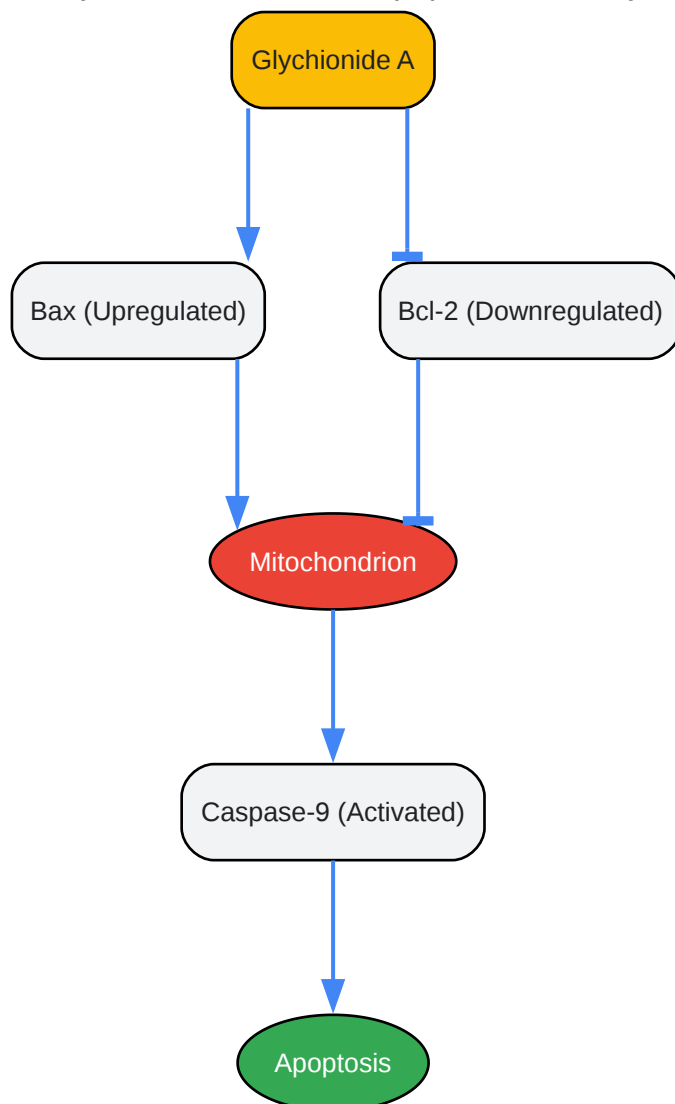 Glychionide A
Bax (Upregulated)
Bcl-2 (Downregulated)
Mitochondrion
Caspase-9 (Activated)
Apoptosis